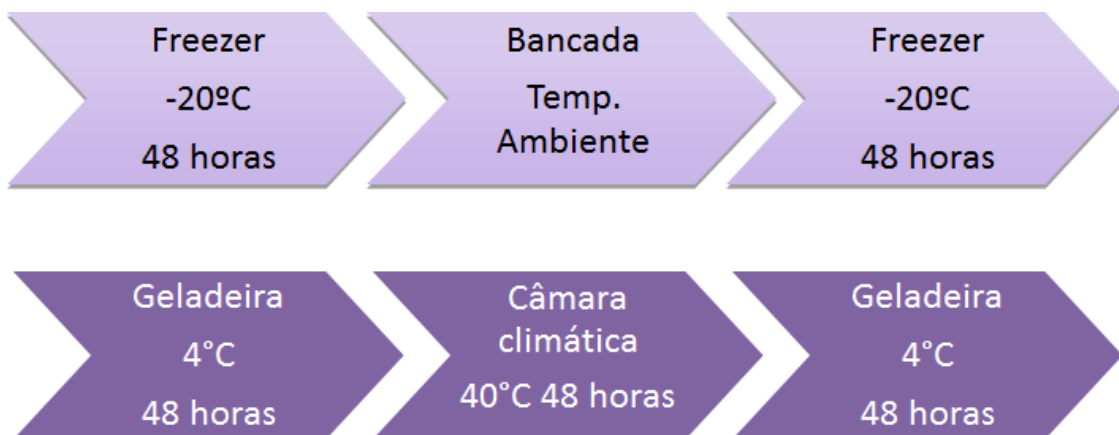 Freezer
-20ºC
48 horas
Bancada
Temp.
Ambiente
Freezer
-20ºC
48 horas
Geladeira
4°C
48 horas
Câmara
climática
40°C 48 horas
Geladeira
4°C
48 horas